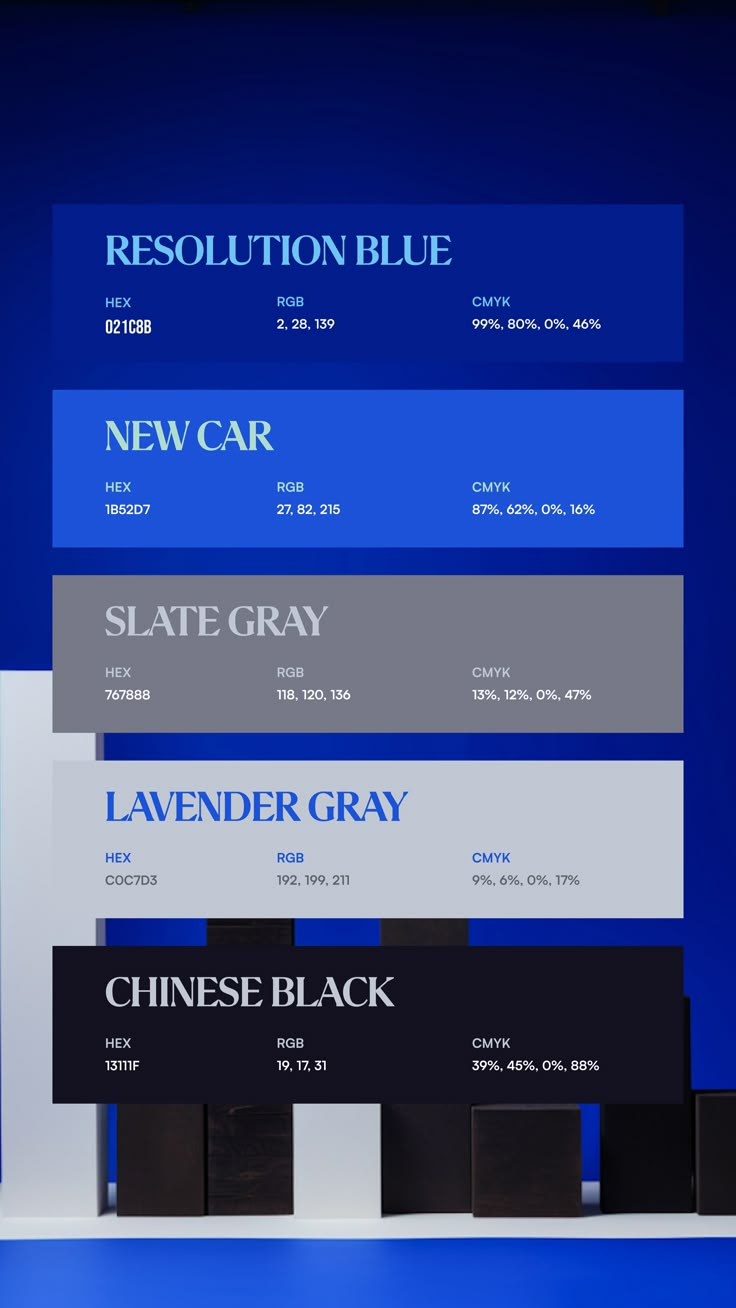 RESOLUTION BLUE
HEX RGB CMYK
021C8B 2, 28, 139 99%, 80%, 0%, 46%
NEW CAR
HEX RGB CMYK
1B52D7 27, 82, 215 87%, 62%, 0%, 16%
SLATE GRAY
HEX RGB CMYK
767888 118, 120, 136 13%, 12%, 0%, 47%
LAVENDER GRAY
HEX RGB CMYK
C0C7D3 192, 199, 211 9%, 6%, 0%, 17%
CHINESE BLACK
HEX RGB CMYK
13111F 19, 17, 31 39%, 45%, 0%, 88%